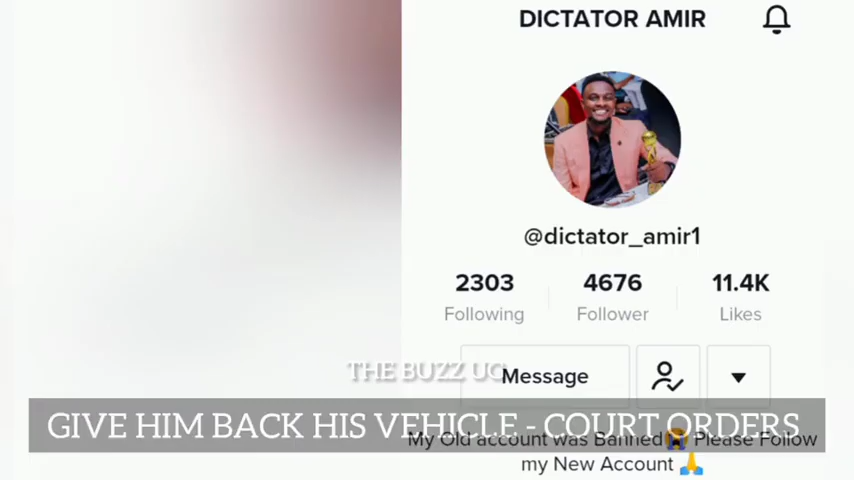 DICTATOR AMIR
@dictator_amir1
2303
4676
11.4K
Following
Follower
Likes
THE BUZZ UG
Message
GIVE HIM BACK HIS VEHICLE - COURT ORDERS
My Old account was Banned😭 Please Follow
my New Account 🙏